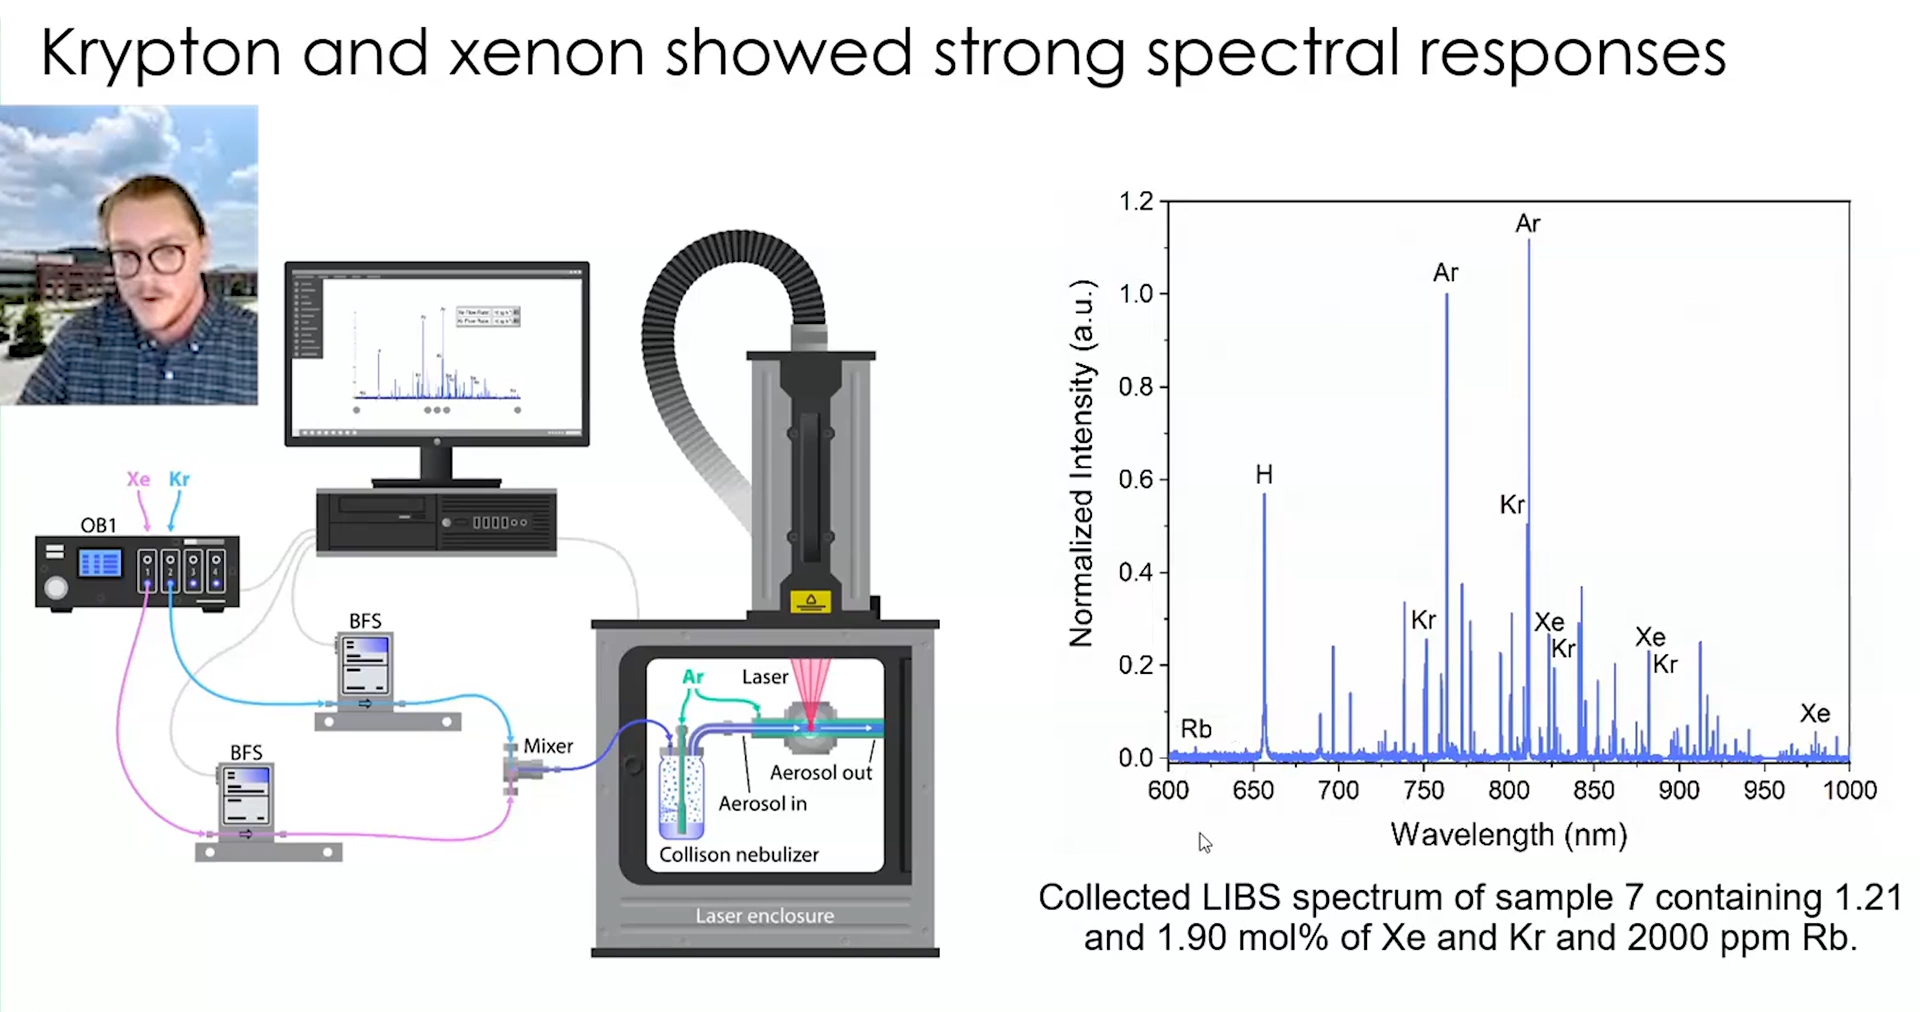 Krypton and xenon showed strong spectral responses
Xe
Kr
OB1
1
2
3
4
BFS
BFS
Mixer
Ar
Laser
Aerosol out
Aerosol in
Collison nebulizer
Laser enclosure
1.2
1.0
0.8
0.6
0.4
0.2
0.0
Normalized Intensity (a.u.)
Ar
Ar
H
Kr
Kr
Xe
Kr
Xe
Kr
Rb
Xe
600
650
700
750
800
850
900
950
1000
Wavelength (nm)
Collected LIBS spectrum of sample 7 containing 1.21
and 1.90 mol% of Xe and Kr and 2000 ppm Rb.